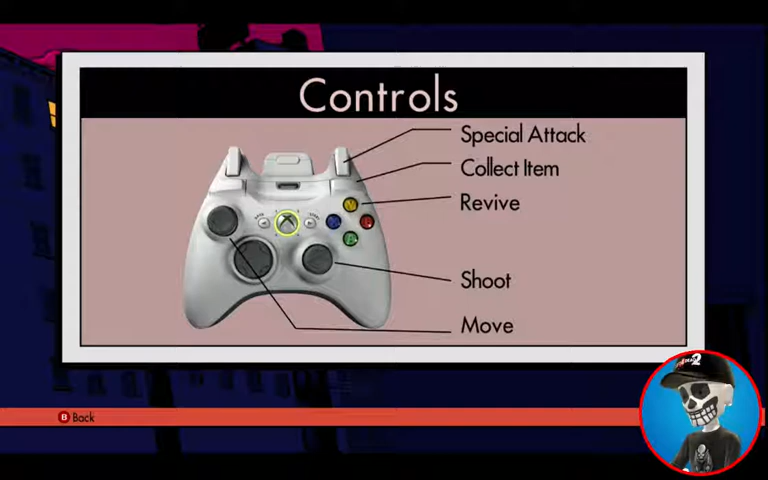 Controls
Special Attack
Collect Item
Revive
Shoot
Move
B Back